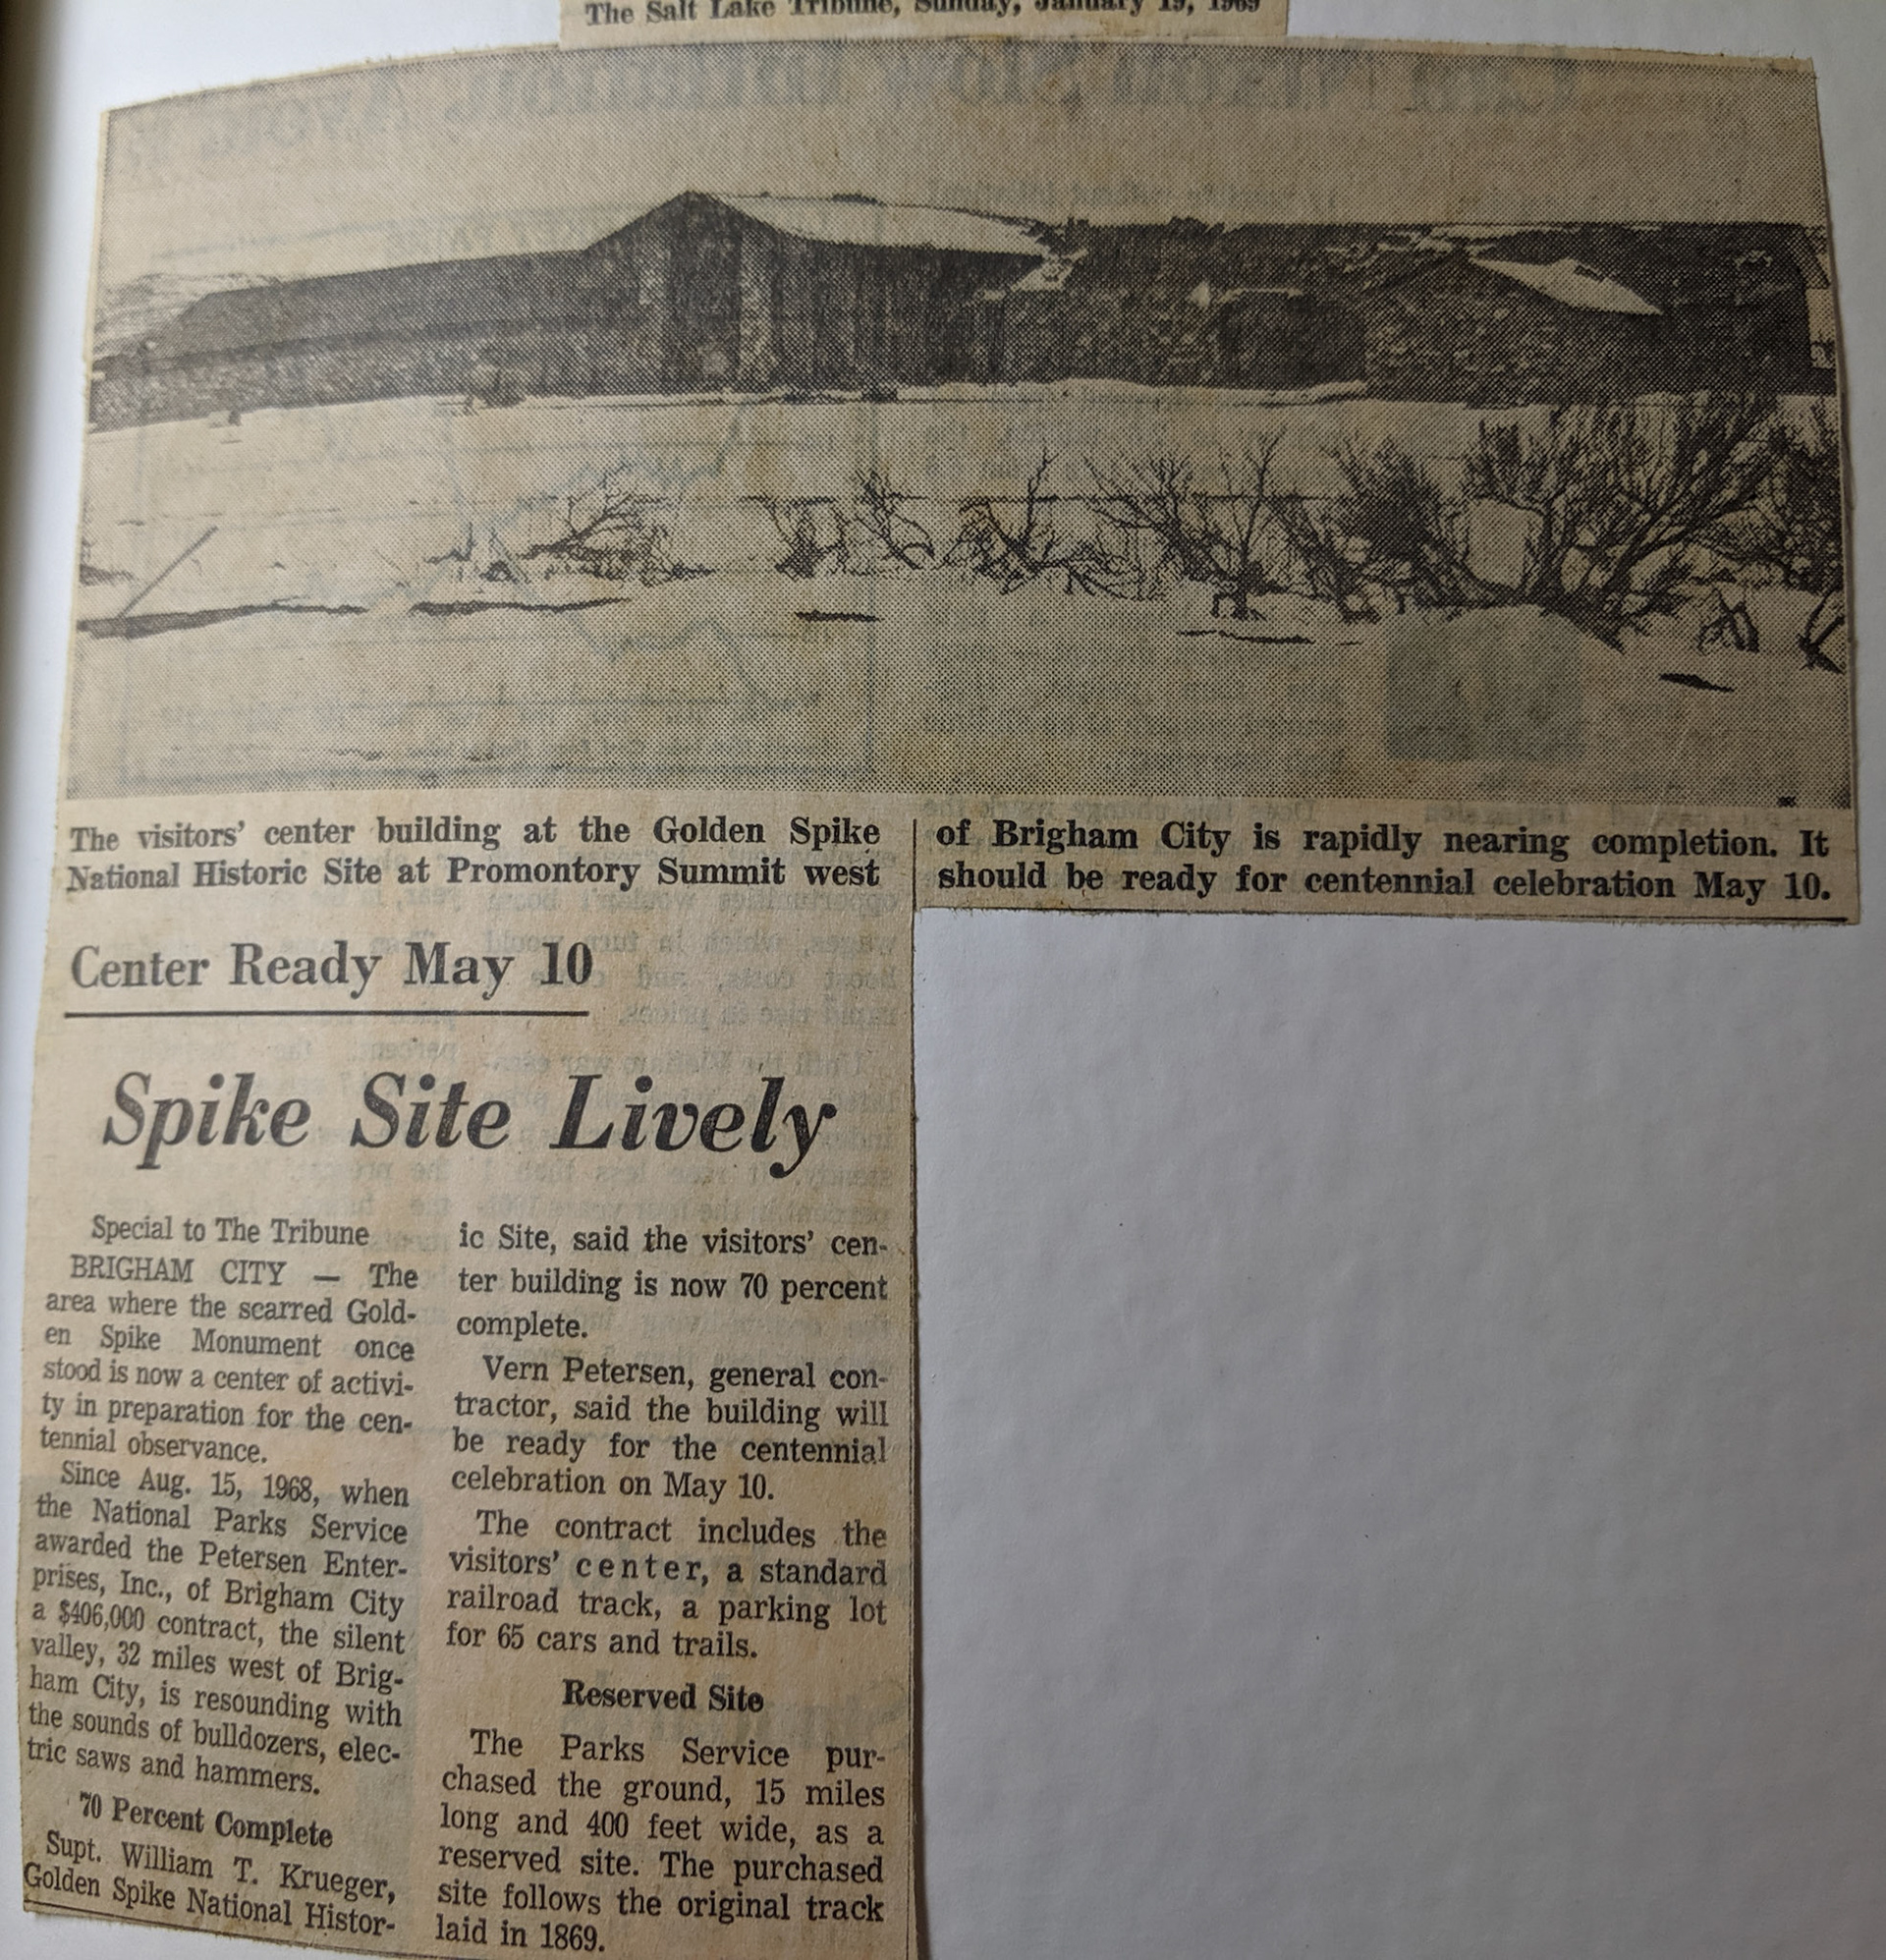 The Salt Lake Tribune, Sunday, January 19, 1969
The visitors' center building at the Golden Spike
National Historic Site at Promontory Summit west
of Brigham City is rapidly nearing completion. It
should be ready for centennial celebration May 10.
Center Ready May 10
Spike Site Lively
Special to The Tribune
BRIGHAM CITY — The
area where the scarred Gold-
en Spike Monument once
stood is now a center of activi-
ty in preparation for the cen-
tennial observance.
Since Aug. 15, 1968, when
the National Parks Service
awarded the Petersen Enter-
prises, Inc., of Brigham City
a $406,000 contract, the silent
valley, 32 miles west of Brig-
ham City, is resounding with
the sounds of bulldozers, elec-
tric saws and hammers.
70 Percent Complete
Supt. William T. Krueger,
Golden Spike National Histor-
ic Site, said the visitors' cen-
ter building is now 70 percent
complete.
Vern Petersen, general con-
tractor, said the building will
be ready for the centennial
celebration on May 10.
The contract includes the
visitors' center, a standard
railroad track, a parking lot
for 65 cars and trails.
Reserved Site
The Parks Service pur-
chased the ground, 15 miles
long and 400 feet wide, as a
reserved site. The purchased
site follows the original track
laid in 1869.